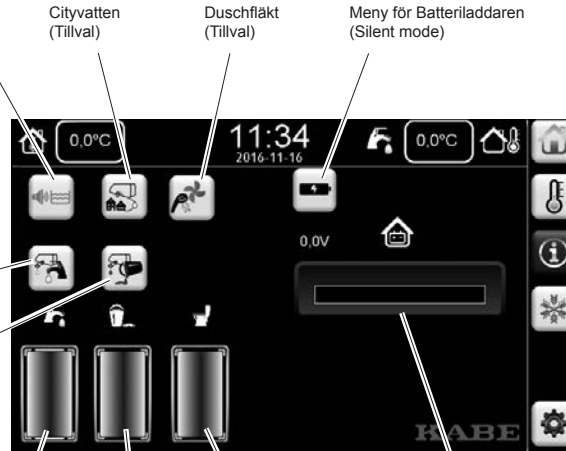 Cityvatten
(Tillval)
Duschfläkt
(Tillval)
Meny för Batteriladdaren
(Silent mode)
0,0°C
11:34
2016-11-16
0,0°C
0,0V
KABE